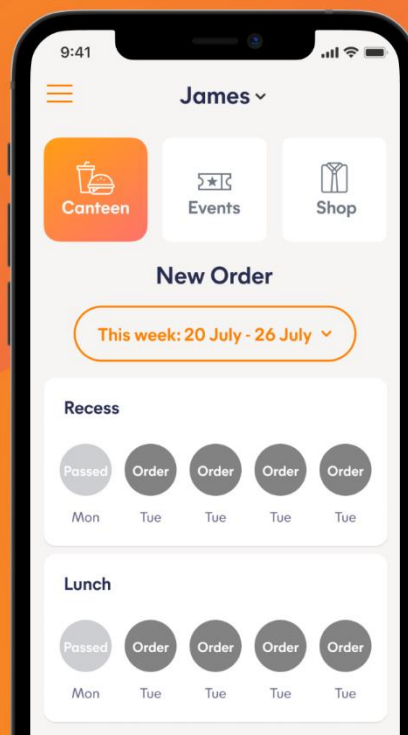 9:41
James
Canteen Events Shop
New Order
This week: 20 July - 26 July
Recess
Passed Order Order Order Order
Mon Tue Tue Tue Tue
Lunch
Passed Order Order Order Order
Mon Tue Tue Tue Tue